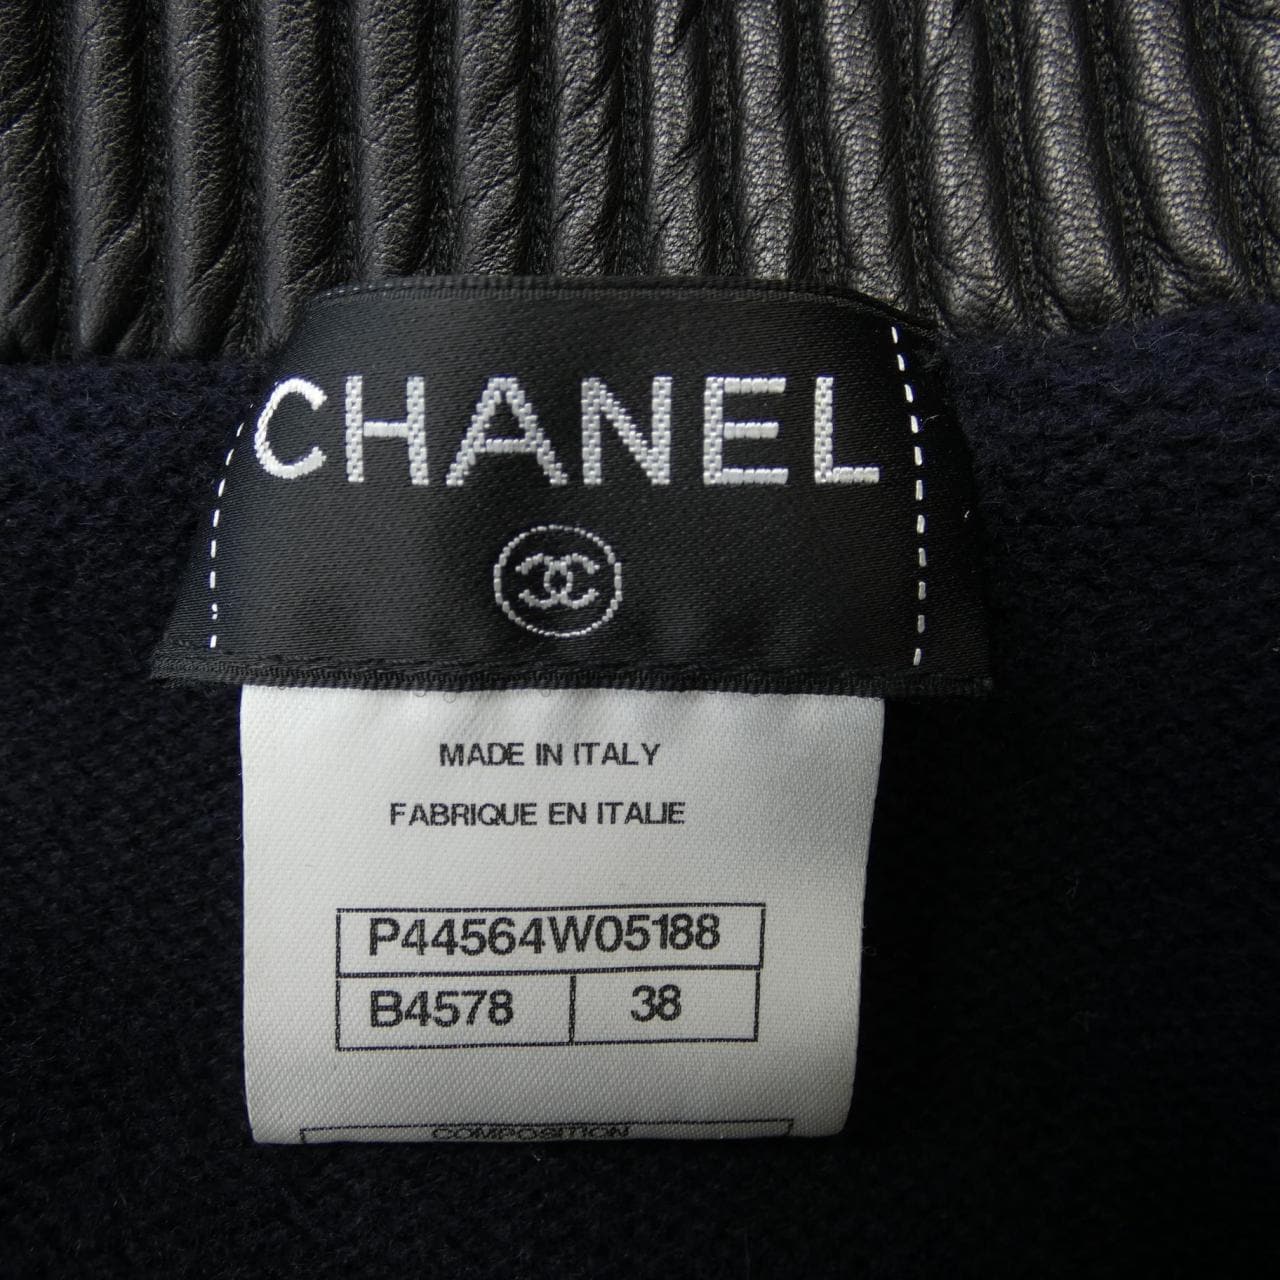 CHANEL
MADE IN ITALY
FABRIQUE EN ITALIE
P44564W05188
B4578 38
COMPOSITION